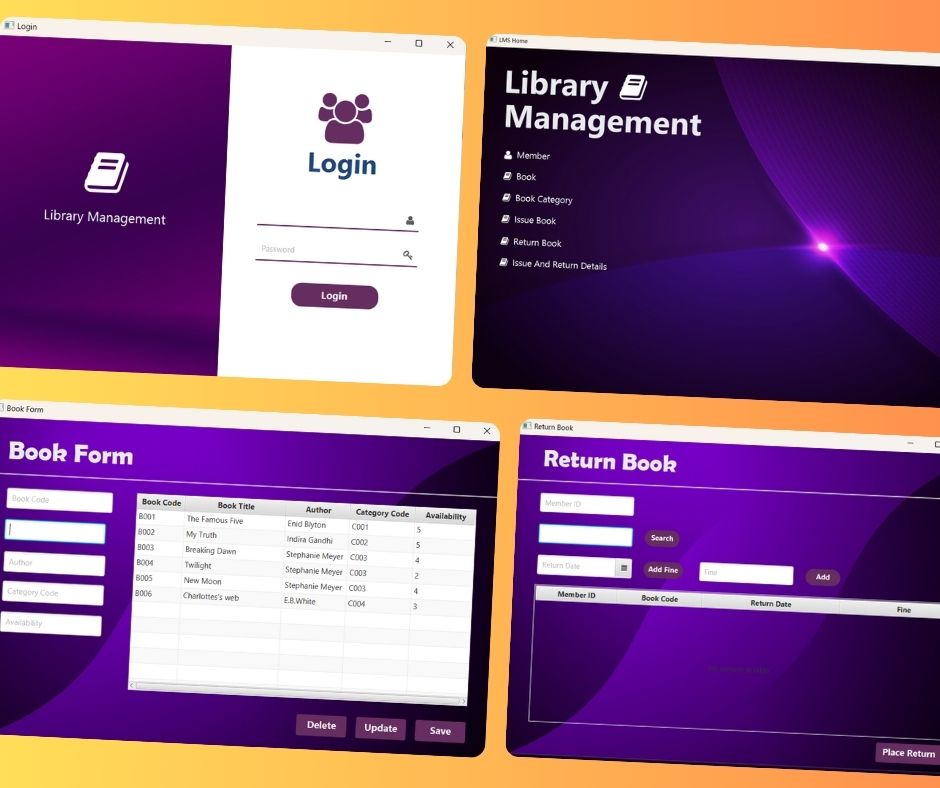 Login
Library Management
Login
Password
Login
LMS Home
Library
Management
Member
Book
Book Category
Issue Book
Return Book
Issue And Return Details
Book Form
Book Form
Book Code
Author
Category Code
Availability
Book Code Book Title Author Category Code Availability
B001 The Famous Five Enid Blyton C001 5
B002 My Truth Indira Gandhi C002 5
B003 Breaking Dawn Stephanie Meyer C003 4
B004 Twilight Stephanie Meyer C003 2
B005 New Moon Stephanie Meyer C003 4
B006 Charlottes's web E.B.White C004 3
Delete Update Save
Return Book
Return Book
Member ID
Search
Return Date Add Fine Fine Add
Member ID Book Code Return Date Fine
Place Return